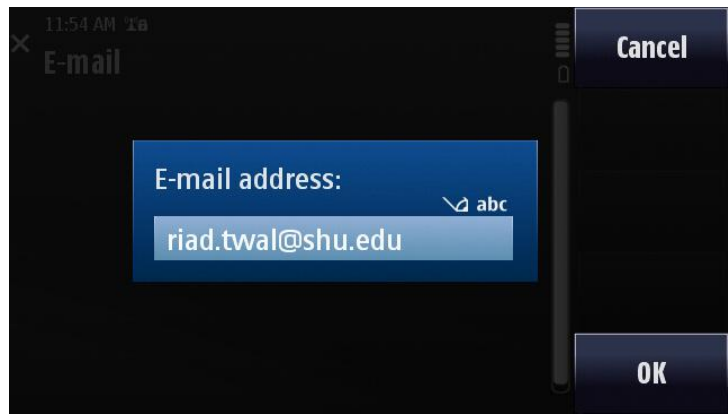 11:54 AM
E-mail
Cancel
E-mail address:
abc
riad.twal@shu.edu
OK